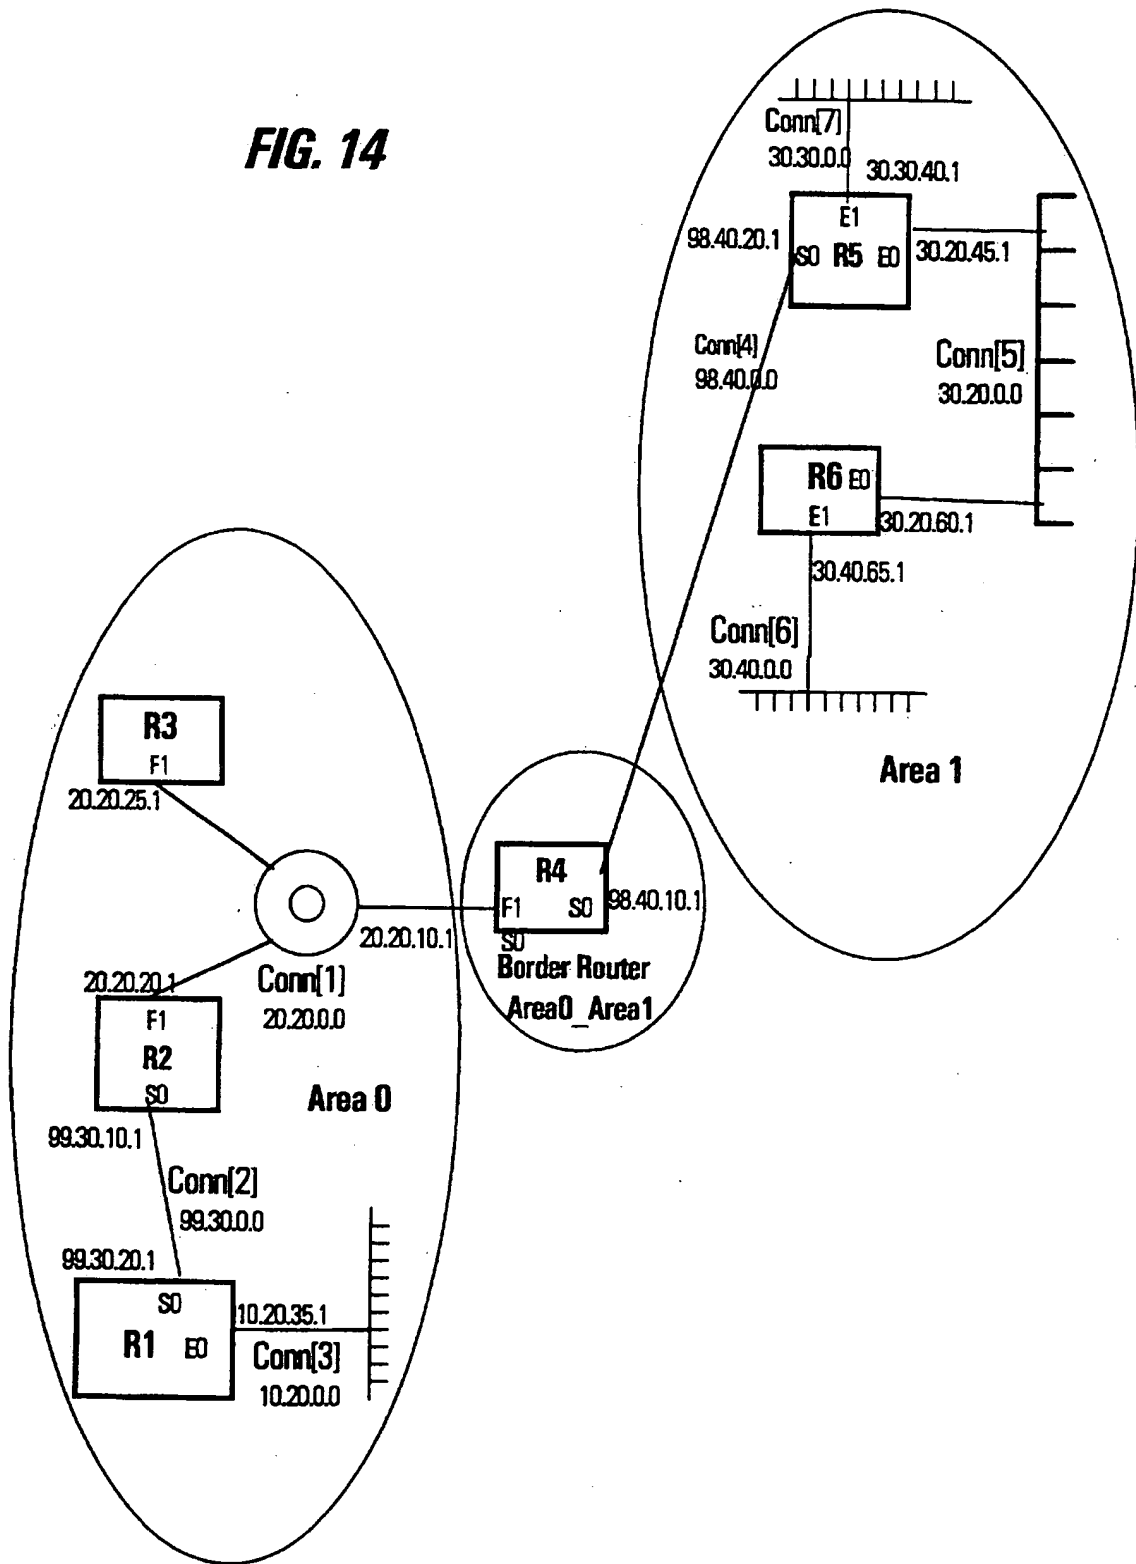 FIG. 14
Conn[7]
30.30.0.0
30.30.40.1
E1
98.40.20.1
S0 R5 E0
30.20.45.1
Conn[4]
98.40.0.0
Conn[5]
30.20.0.0
R6 E0
E1
30.20.60.1
30.40.65.1
Conn[6]
30.40.0.0
Area 1
R3
F1
20.20.25.1
R4
F1 S0
98.40.10.1
S0
Border Router
Area0_Area1
20.20.10.1
Conn[1]
20.20.0.0
20.20.20.1
F1
R2
S0
Area 0
99.30.10.1
Conn[2]
99.30.0.0
99.30.20.1
S0
R1 E0
10.20.35.1
Conn[3]
10.20.0.0